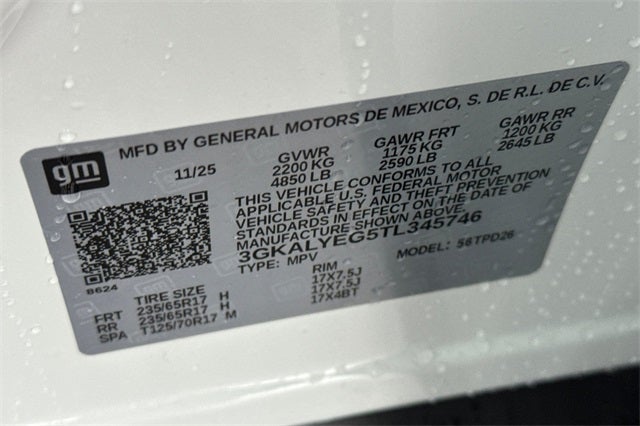 gm
MFD BY GENERAL MOTORS DE MEXICO, S. DE R.L. DE C.V.
11/25 GVWR GAWR FRT GAWR RR
2200 KG 1175 KG 1200 KG
4850 LB 2590 LB 2645 LB
THIS VEHICLE CONFORMS TO ALL
APPLICABLE U.S. FEDERAL MOTOR
VEHICLE SAFETY AND THEFT PREVENTION
STANDARDS IN EFFECT ON THE DATE OF
MANUFACTURE SHOWN ABOVE.
3GKALYEG5TL345746
TYPE: MPV MODEL: 56TPD26
B624
TIRE SIZE RIM
FRT 235/65R17 H 17X7.5J
RR 235/65R17 H 17X7.5J
SPA T125/70R17 M 17X4BT